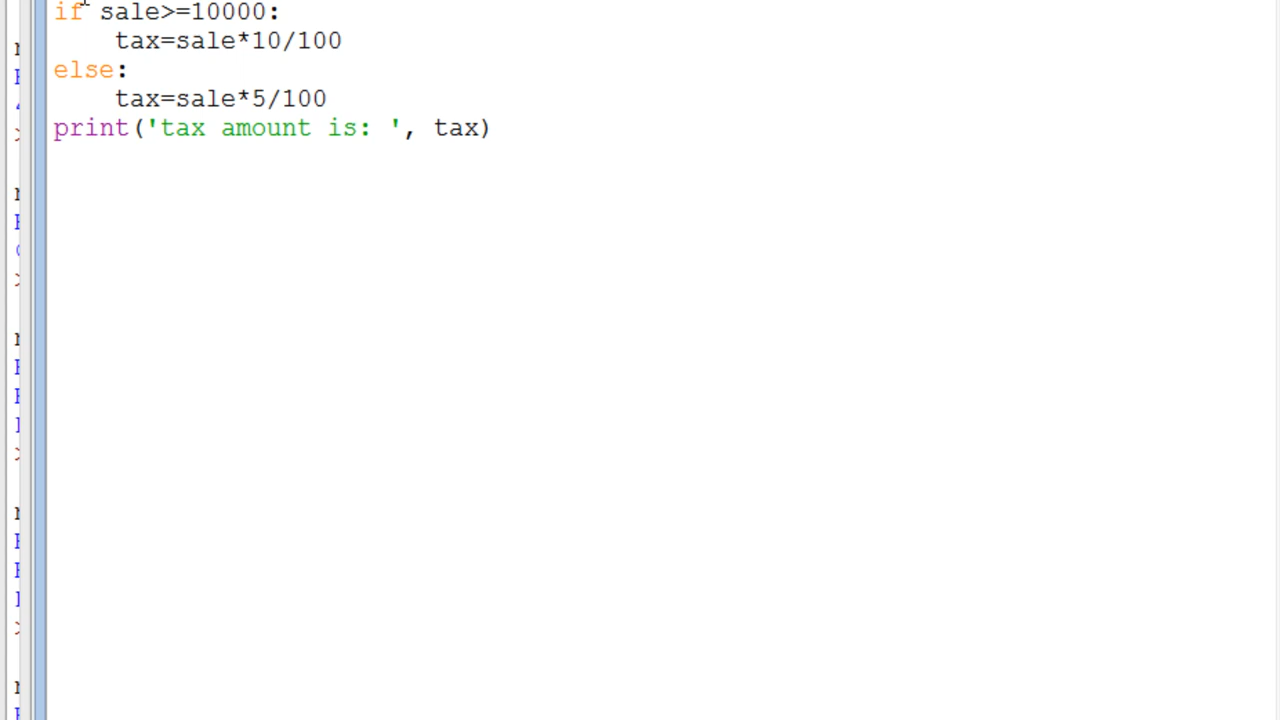 if sale>=10000:
    tax=sale*10/100
else:
    tax=sale*5/100
print('tax amount is: ', tax)